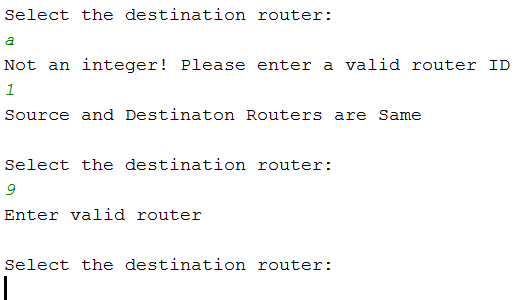 Select the destination router:
a
Not an integer! Please enter a valid router ID
1
Source and Destinaton Routers are Same
Select the destination router:
9
Enter valid router
Select the destination router: